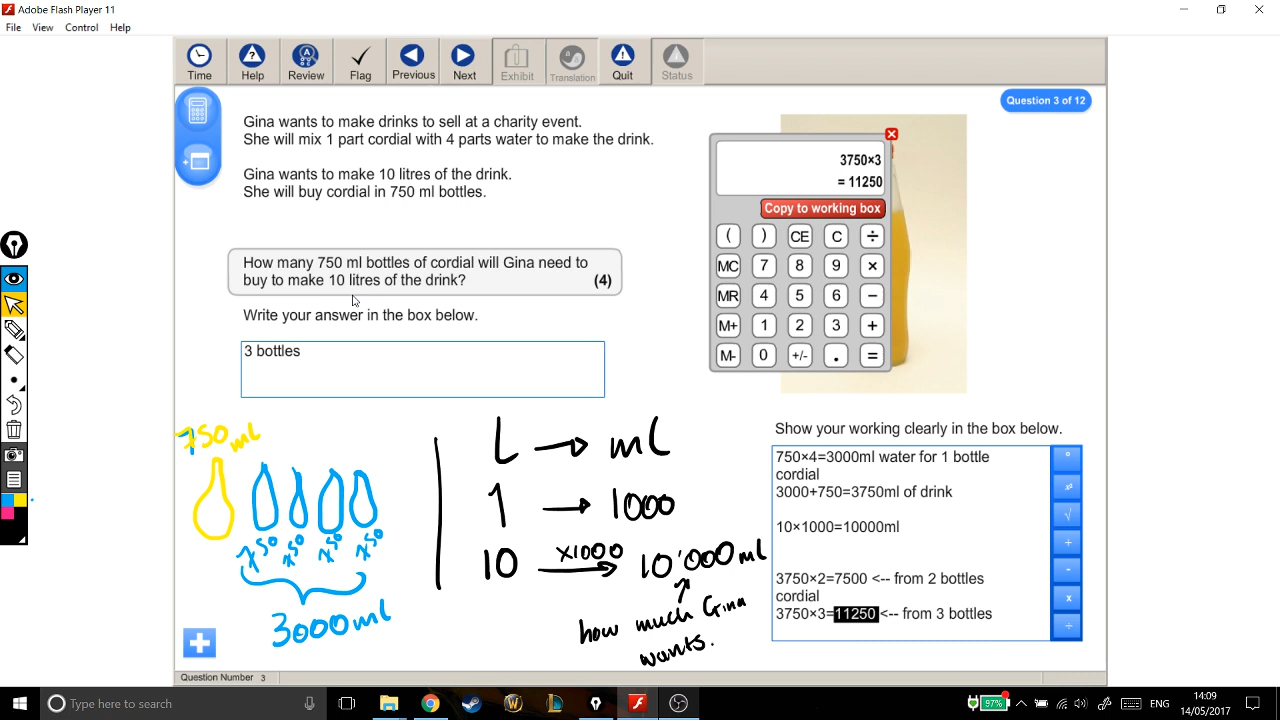 Adobe Flash Player 11
File View Control Help
Time Help Review Flag Previous Next Exhibit Translation Quit Status
Question 3 of 12
Gina wants to make drinks to sell at a charity event.
She will mix 1 part cordial with 4 parts water to make the drink.
Gina wants to make 10 litres of the drink.
She will buy cordial in 750 ml bottles.
How many 750 ml bottles of cordial will Gina need to
buy to make 10 litres of the drink? (4)
Write your answer in the box below.
3 bottles
3750×3
= 11250
Copy to working box
( ) CE C ÷
MC 7 8 9 ×
MR 4 5 6 −
M+ 1 2 3 +
M- 0 +/- . =
750ml
750 750 750 750
3000ml
L → ml
1 → 1000
10 ×1000 → 10'000ml
how much Gina
wants.
Show your working clearly in the box below.
750×4=3000ml water for 1 bottle
cordial
3000+750=3750ml of drink
10×1000=10000ml
3750×2=7500 <-- from 2 bottles
cordial
3750×3=11250 <-- from 3 bottles
° x² √ + - x ÷
Question Number 3
Type here to search
97%
ENG
14:09
14/05/2017